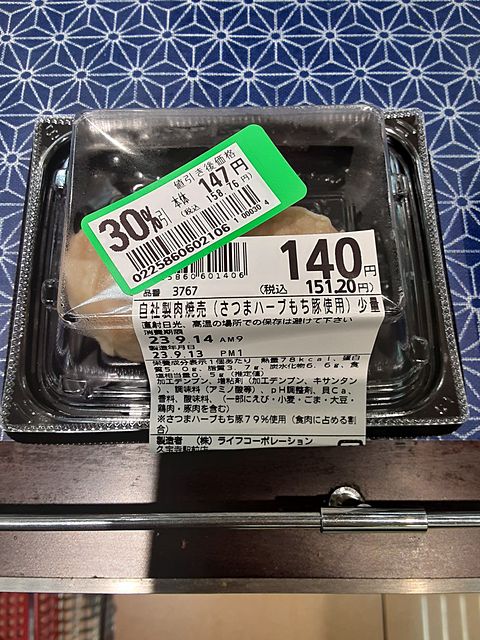 値引き後価格
30%引
本体 147円
(税込 158.76円)
1 00030 4
0225860602106
140円
5860601406
品番 3767
(税込 151.20円)
自社製肉焼売(さつまハーブもち豚使用)少量
直射日光、高温の場所での保存は避けて下さい
消費期限
23.9.14 AM9
製造年月日
23.9.13 PM1
栄養成分表示(1個あたり) 熱量78kcal、蛋白
質5.0g、脂質3.7g、炭水化物6.6g、食
塩相当量0.5g(推定値)
加工デンプン、増粘剤(加工デンプン、キサンタン
)、調味料(アミノ酸等)、pH調整剤、貝Ca、
香料、酸味料、(一部にえび・小麦・ごま・大豆・
鶏肉・豚肉を含む)
※さつまハーブもち豚79%使用(食肉に占める割
合)
製造者 (株)ライフコーポレーション